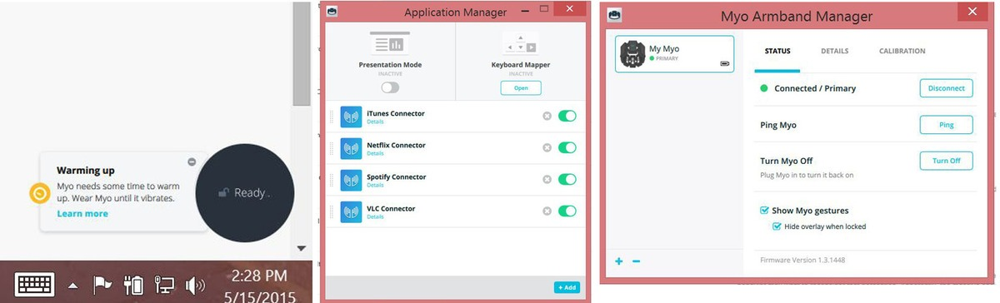 Warming up
Myo needs some time to warm
up. Wear Myo until it vibrates.
Learn more
Ready..
2:28 PM
5/15/2015
Application Manager
Presentation Mode
INACTIVE
Keyboard Mapper
INACTIVE
Open
iTunes Connector
Details
Netflix Connector
Details
Spotify Connector
Details
VLC Connector
Details
+ Add
Myo Armband Manager
My Myo
PRIMARY
STATUS
DETAILS
CALIBRATION
Connected / Primary
Disconnect
Ping Myo
Ping
Turn Myo Off
Turn Off
Plug Myo in to turn it back on
Show Myo gestures
Hide overlay when locked
Firmware Version 1.3.1448